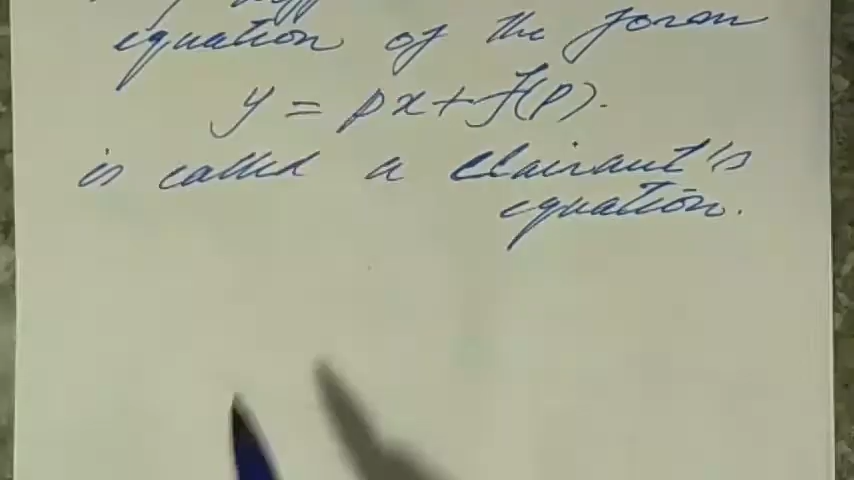 equation of the form
y = px + f(p).
is called a Clairaut's
equation.